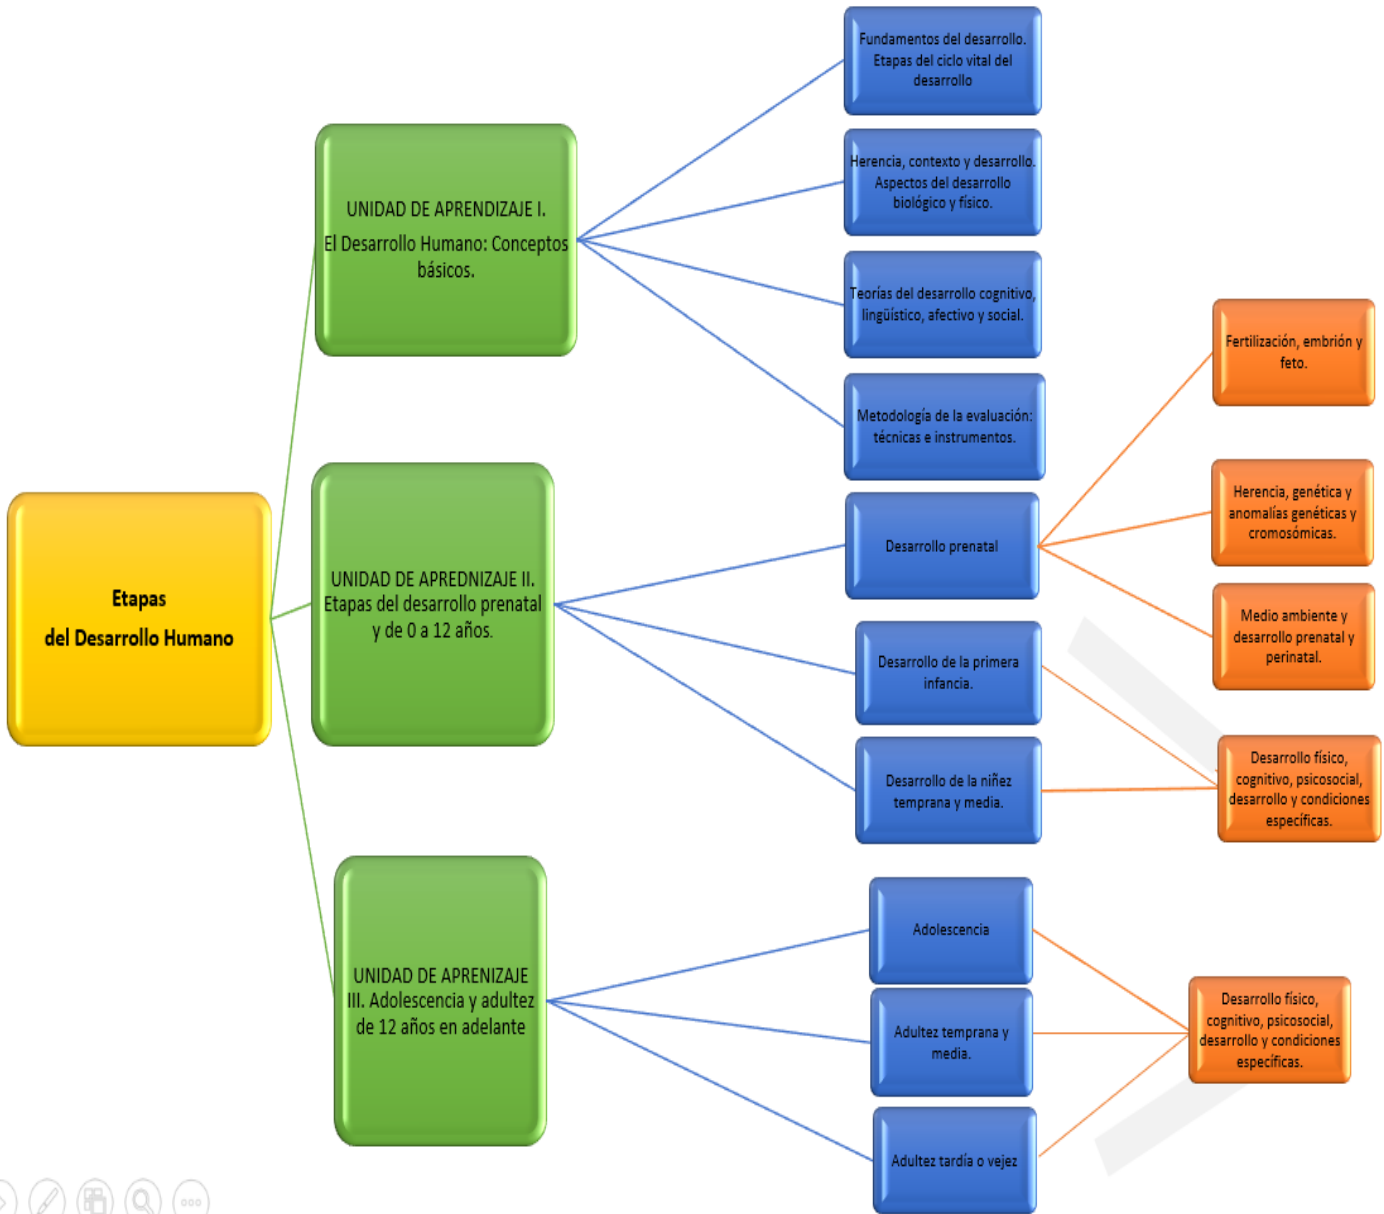 Etapas
del Desarrollo Humano
UNIDAD DE APRENDIZAJE I.
El Desarrollo Humano: Conceptos
básicos.
Fundamentos del desarrollo.
Etapas del ciclo vital del
desarrollo
Herencia, contexto y desarrollo.
Aspectos del desarrollo
biológico y físico.
Teorías del desarrollo cognitivo,
lingüístico, afectivo y social.
Metodología de la evaluación:
técnicas e instrumentos.
UNIDAD DE APREDNIZAJE II.
Etapas del desarrollo prenatal
y de 0 a 12 años.
Desarrollo prenatal
Fertilización, embrión y
feto.
Herencia, genética y
anomalías genéticas y
cromosómicas.
Medio ambiente y
desarrollo prenatal y
perinatal.
Desarrollo de la primera
infancia.
Desarrollo de la niñez
temprana y media.
Desarrollo físico,
cognitivo, psicosocial,
desarrollo y condiciones
específicas.
UNIDAD DE APRENIZAJE
III. Adolescencia y adultez
de 12 años en adelante
Adolescencia
Adultez temprana y
media.
Adultez tardía o vejez
Desarrollo físico,
cognitivo, psicosocial,
desarrollo y condiciones
específicas.